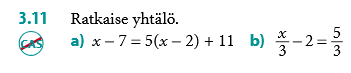 3.11 Ratkaise yhtälö.
CAS a) x − 7 = 5(x − 2) + 11 b) x/3 − 2 = 5/3